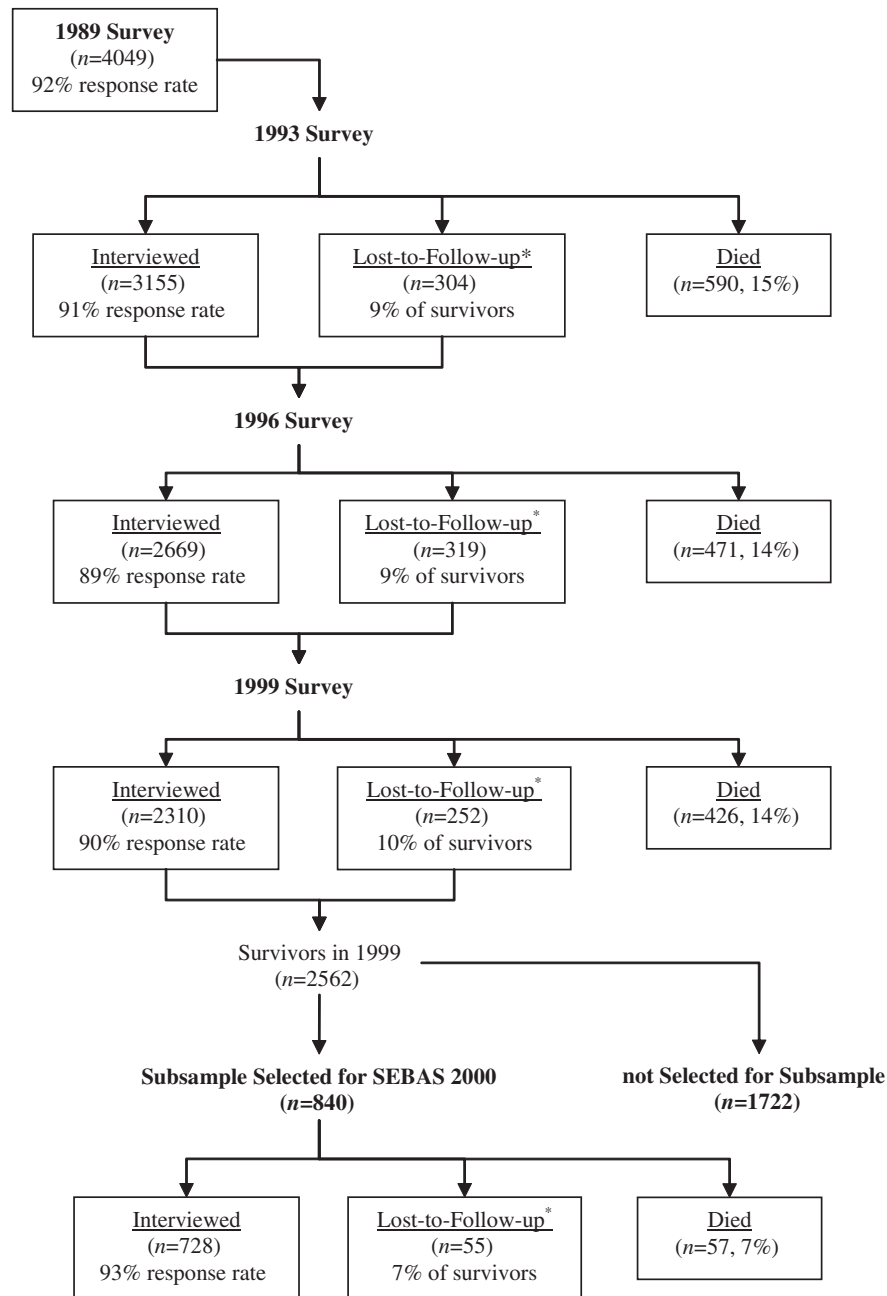 1989 Survey
(n=4049)
92% response rate
1993 Survey
Interviewed
(n=3155)
91% response rate
Lost-to-Follow-up*
(n=304)
9% of survivors
Died
(n=590, 15%)
1996 Survey
Interviewed
(n=2669)
89% response rate
Lost-to-Follow-up*
(n=319)
9% of survivors
Died
(n=471, 14%)
1999 Survey
Interviewed
(n=2310)
90% response rate
Lost-to-Follow-up*
(n=252)
10% of survivors
Died
(n=426, 14%)
Survivors in 1999
(n=2562)
Subsample Selected for SEBAS 2000
(n=840)
not Selected for Subsample
(n=1722)
Interviewed
(n=728)
93% response rate
Lost-to-Follow-up*
(n=55)
7% of survivors
Died
(n=57, 7%)